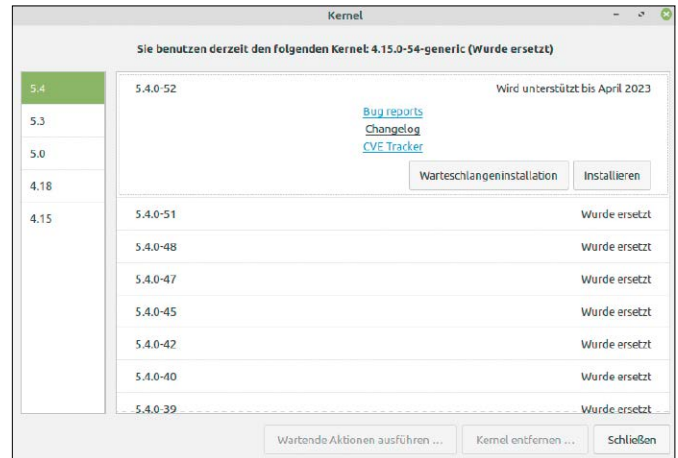 Kernel
Sie benutzen derzeit den folgenden Kernel: 4.15.0-54-generic (Wurde ersetzt)
5.4
5.3
5.0
4.18
4.15
5.4.0-52 Wird unterstützt bis April 2023
Bug reports
Changelog
CVE Tracker
Warteschlangeninstallation Installieren
5.4.0-51 Wurde ersetzt
5.4.0-48 Wurde ersetzt
5.4.0-47 Wurde ersetzt
5.4.0-45 Wurde ersetzt
5.4.0-42 Wurde ersetzt
5.4.0-40 Wurde ersetzt
5.4.0-39 Wurde ersetzt
Wartende Aktionen ausführen ... Kernel entfernen ... Schließen